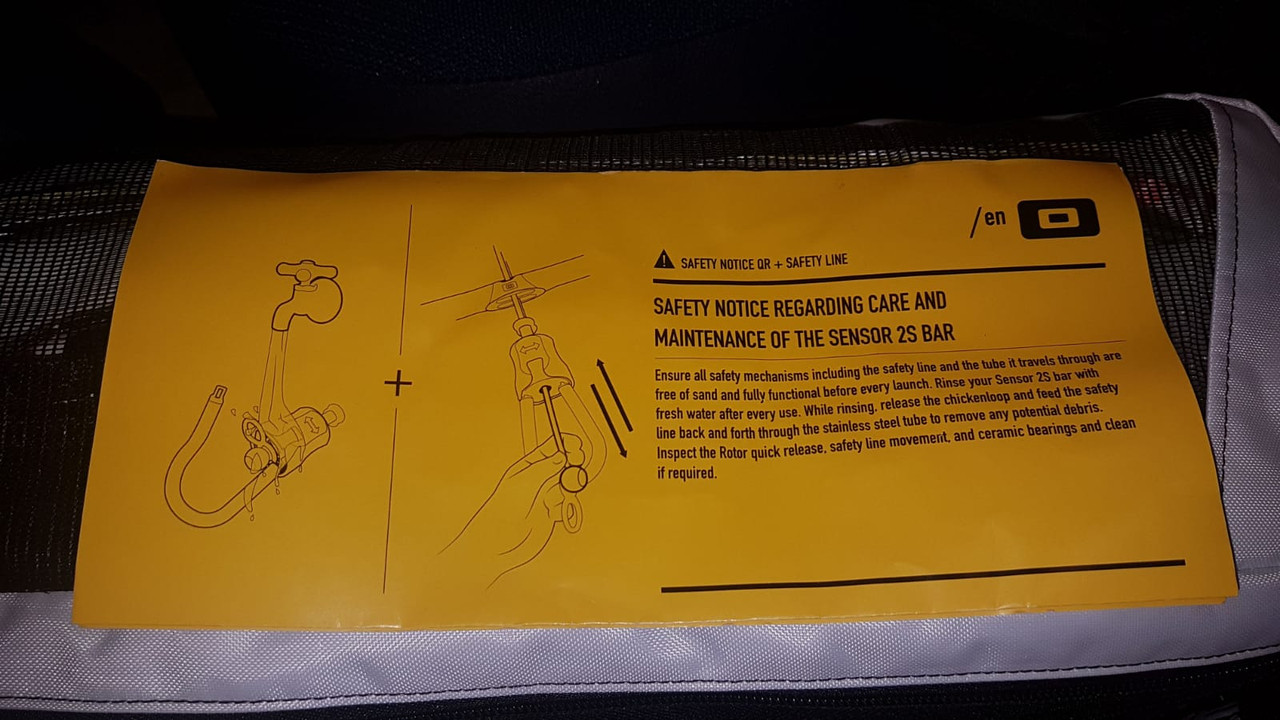 /en
SAFETY NOTICE QR + SAFETY LINE
SAFETY NOTICE REGARDING CARE AND
MAINTENANCE OF THE SENSOR 2S BAR
Ensure all safety mechanisms including the safety line and the tube it travels through are
free of sand and fully functional before every launch. Rinse your Sensor 2S bar with
fresh water after every use. While rinsing, release the chickenloop and feed the safety
line back and forth through the stainless steel tube to remove any potential debris.
Inspect the Rotor quick release, safety line movement, and ceramic bearings and clean
if required.